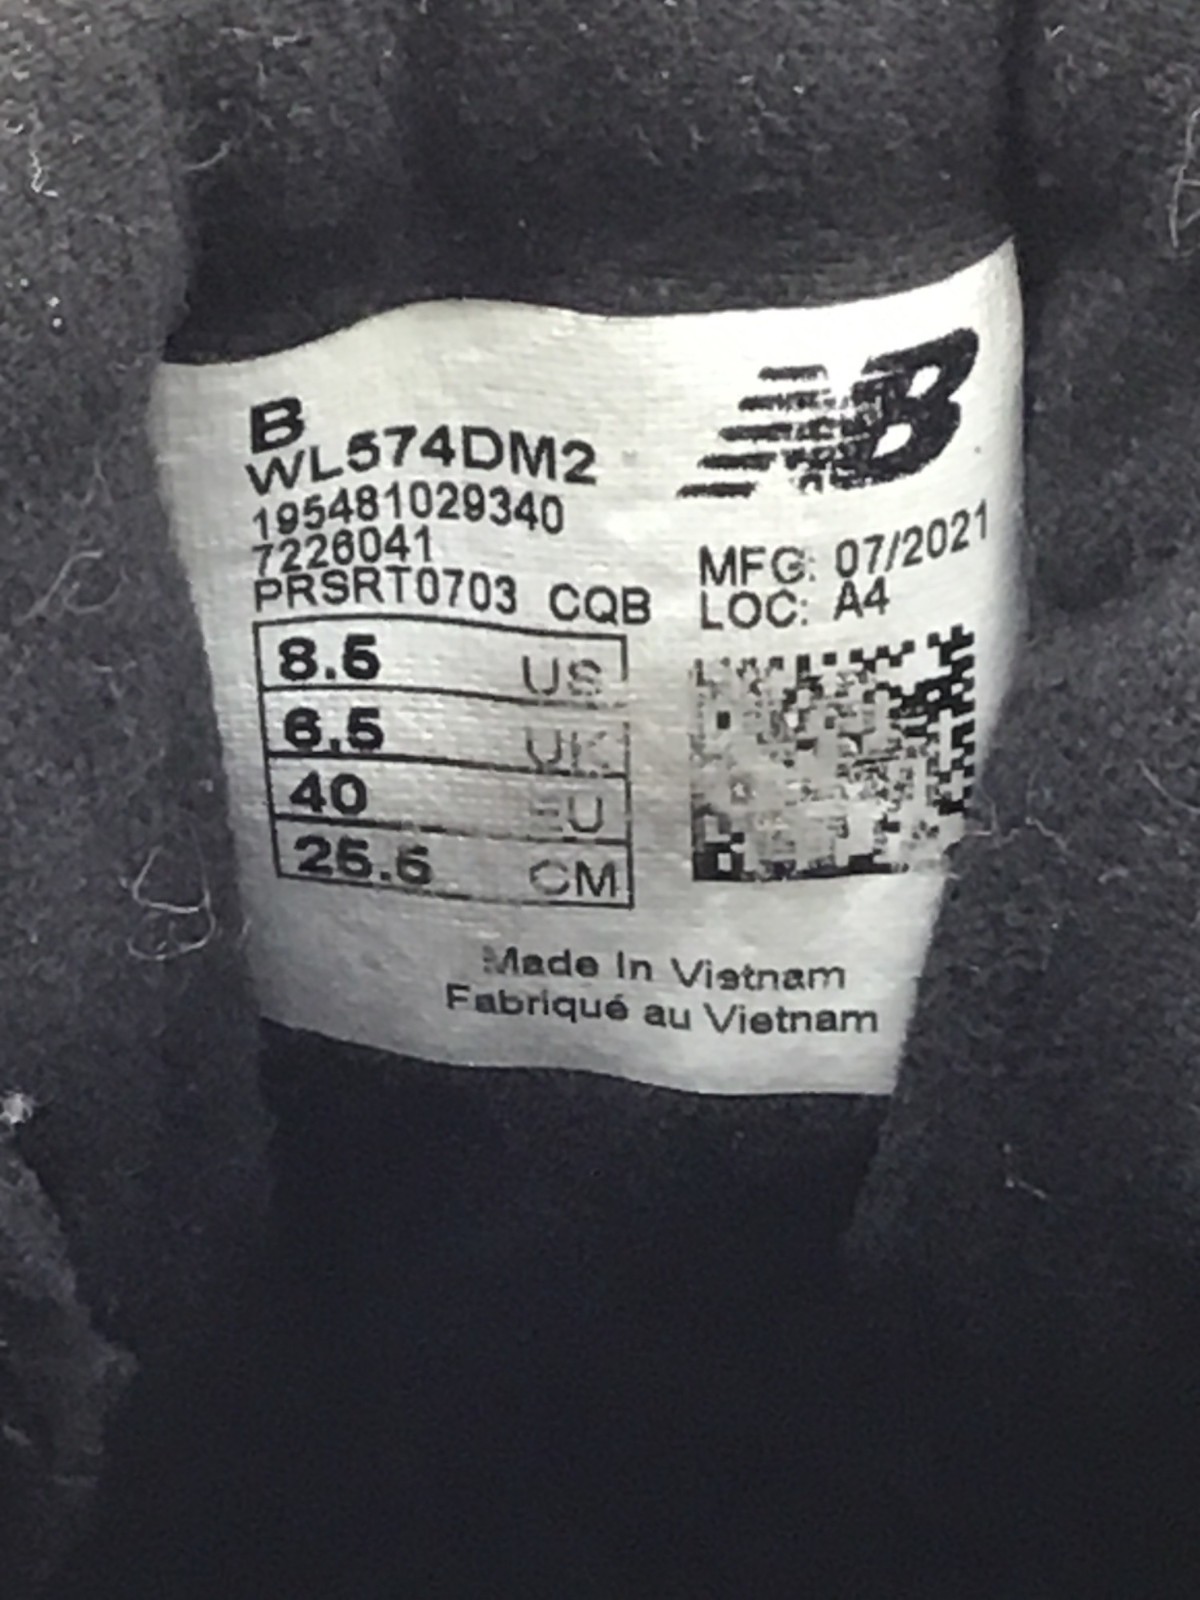 B
WL574DM2
195481029340
7226041
PRSRT0703 CQB
8.5 US
6.5 UK
40 EU
25.5 CM
NB
MFG: 07/2021
LOC: A4
Made In Vietnam
Fabriqué au Vietnam